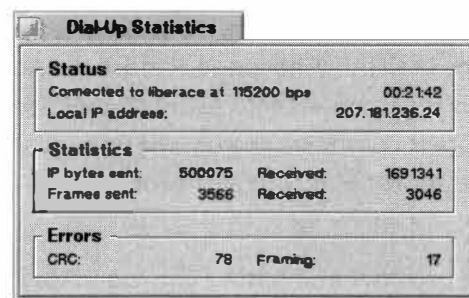 Dial-Up Statistics
Status
Connected to liberace at 115200 bps 00:21:42
Local IP address: 207.181.236.24
Statistics
IP bytes sent: 500075 Received: 1691341
Frames sent: 3566 Received: 3046
Errors
CRC: 78 Framing: 17